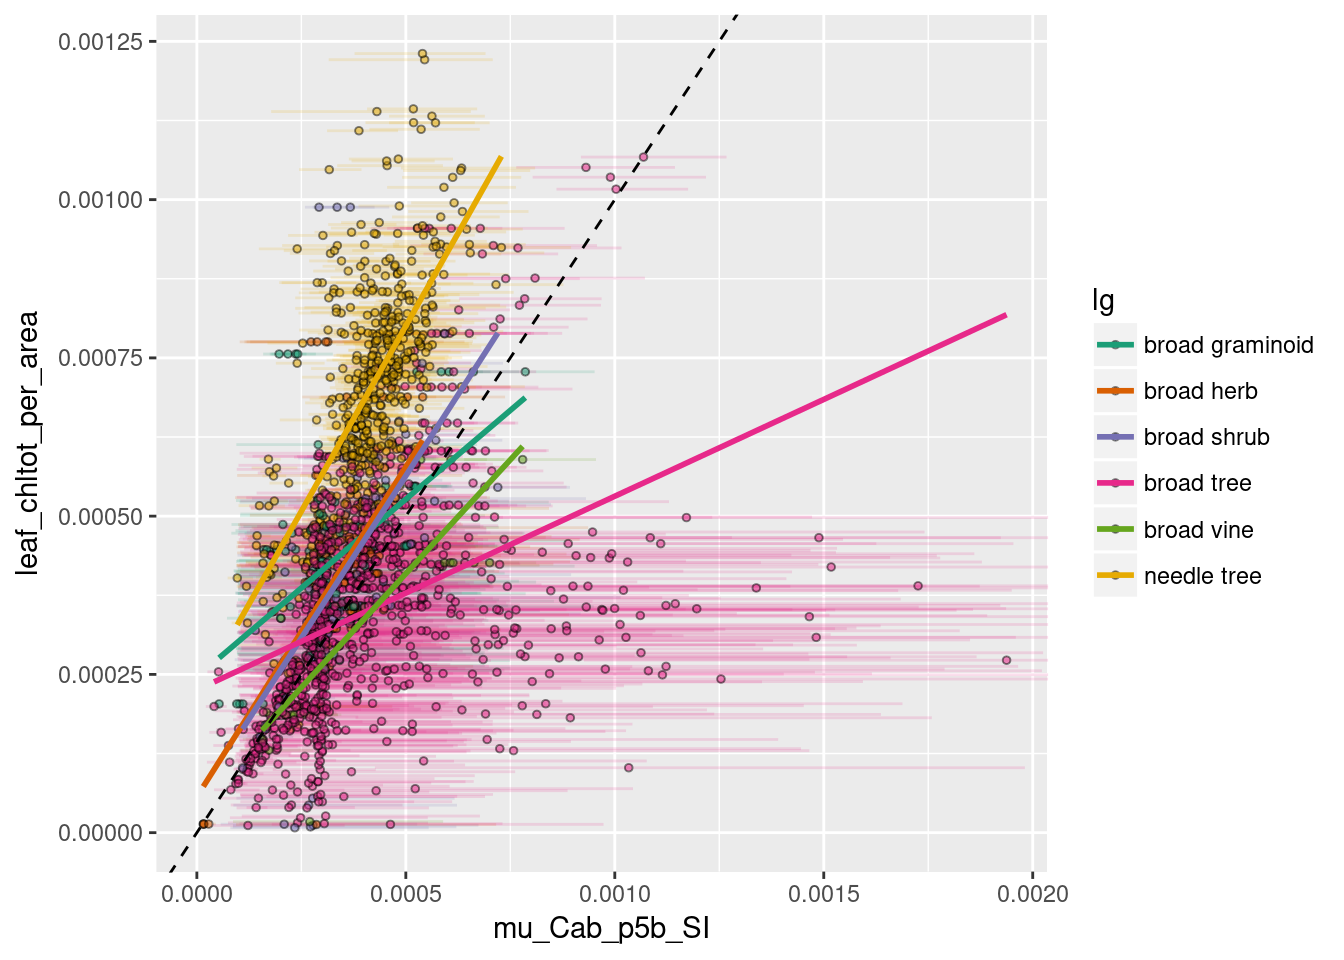 0.00125
0.00100
0.00075
0.00050
0.00025
0.00000
leaf_chltot_per_area
0.0000
0.0005
0.0010
0.0015
0.0020
mu_Cab_p5b_SI
lg
broad graminoid
broad herb
broad shrub
broad tree
broad vine
needle tree